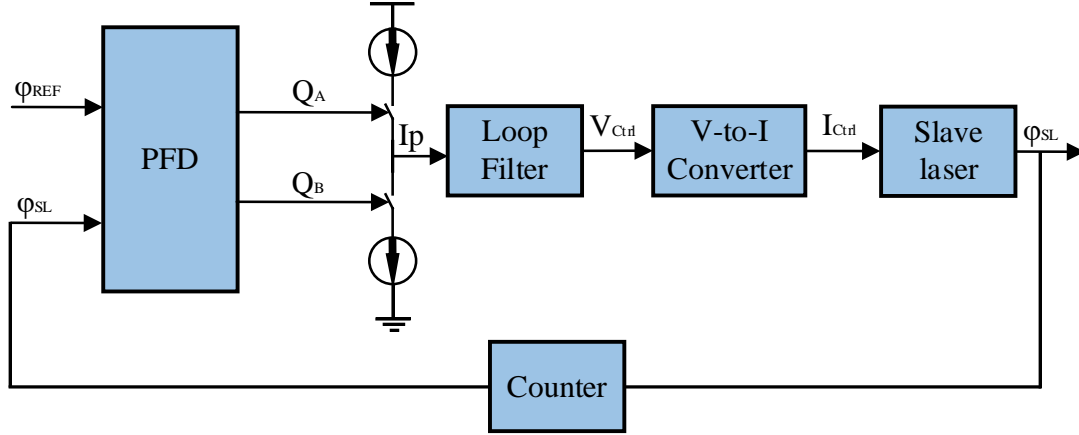 φREF
PFD
QA
Ip
Loop
Filter
VCtrl
V-to-I
Converter
ICtrl
Slave
laser
φSL
QB
φSL
Counter